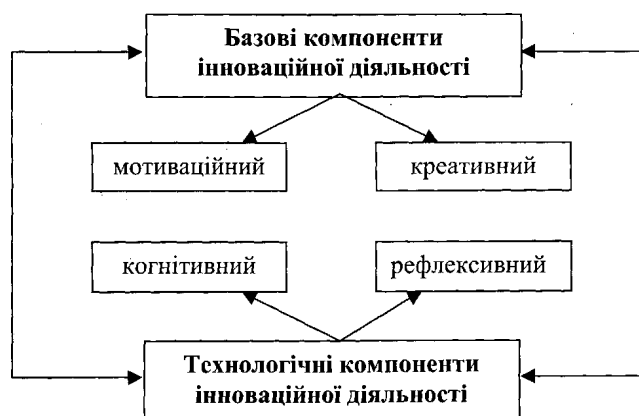 Базові компоненти
інноваційної діяльності
мотиваційний
креативний
когнітивний
рефлексивний
Технологічні компоненти
інноваційної діяльності